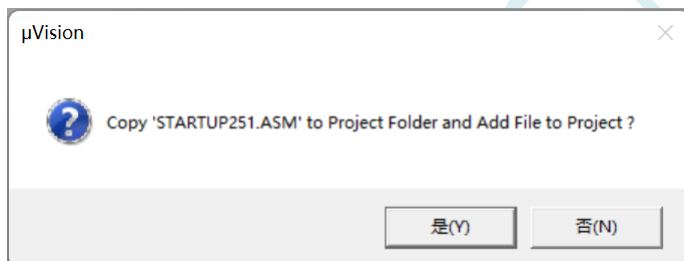 μVision
Copy 'STARTUP251.ASM' to Project Folder and Add File to Project ?
是(Y)
否(N)